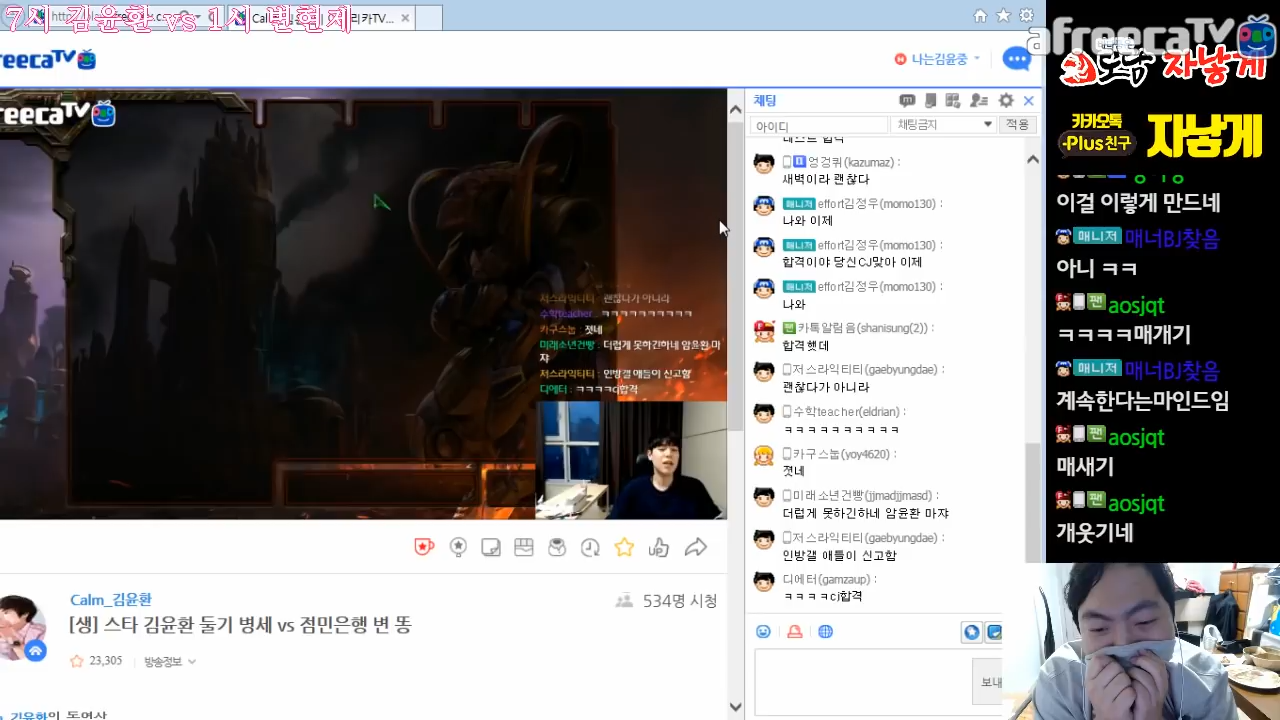 7시 김윤환 vs 1시 변현제
freecaTV
나는김윤중
afreecaTV
자낳게
카카오톡
Plus친구
자낳게
freecaTV
채팅
아이디
채팅금지
적용
엉겅퀴(kazumaz) :
새벽이라 괜찮다
매니저 effort김정우(momo130) :
나와 이제
매니저 effort김정우(momo130) :
합격이야 당신CJ맞아 이제
매니저 effort김정우(momo130) :
나와
팬 카톡알림음(shanisung(2)) :
합격했데
저스라익티티(gaebyungdae) :
괜찮다가 아니라
수학teacher(eldrian) :
ㅋㅋㅋㅋㅋㅋㅋㅋㅋㅋ
카구스늅(yoy4620) :
졋네
미래소년건빵(jjmadjjmasd) :
더럽게 못하긴하네 암윤환 마쟈
저스라익티티(gaebyungdae) :
인방갤 애들이 신고함
디에터(gamzaup) :
ㅋㅋㅋㅋcj합격
보내
저스라익티티 : 괜찮다가 아니라
수학teacher : ㅋㅋㅋㅋㅋㅋㅋㅋㅋㅋ
카구스늅 : 졋네
미래소년건빵 : 더럽게 못하긴하네 암윤환 마
쟈
저스라익티티 : 인방갤 애들이 신고함
디에터 : ㅋㅋㅋㅋcj합격
Calm_김윤환
534명 시청
[생] 스타 김윤환 둘기 병세 vs 점민은행 변 똥
23,305
방송정보
이걸 이렇게 만드네
매니저 매너BJ찾음
아니 ㅋㅋ
팬 aosjqt
ㅋㅋㅋㅋ매개기
매니저 매너BJ찾음
계속한다는마인드임
팬 aosjqt
매새기
팬 aosjqt
개웃기네